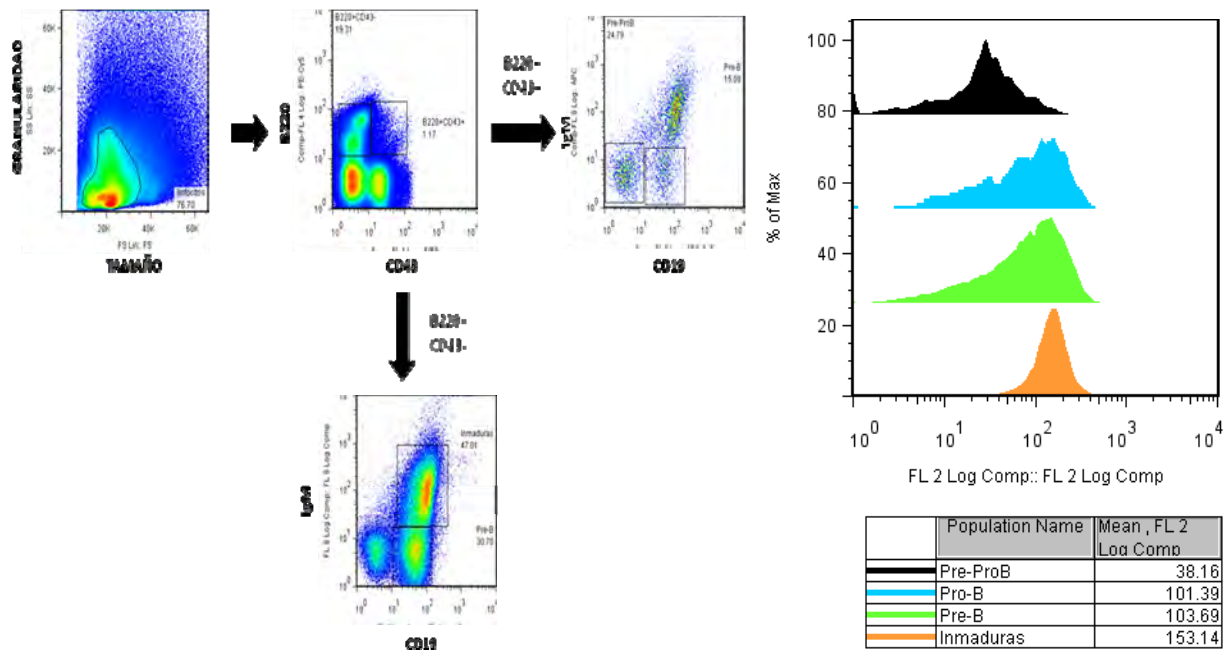 GRANULARIDAD
SS Lin:: SS
60K
40K
20K
20K
40K
60K
FS Lin: FS
TAMAÑO
76.70
B220+CD43-
19.31
B220+CD43+
1.17
B220
Comp-FL 4 Log:: PE-Cy5
CD43
B220-
CD43-
Pre-ProB
24.79
Pre-B
IgM
CD19
B220-
CD43-
Inmaduras
47.01
Pre-B
30.70
IgM
FL 8 Log Comp:: FL 8 Log Comp
CD19
100
80
60
40
20
% of Max
10^0
10^1
10^2
10^3
10^4
FL 2 Log Comp:: FL 2 Log Comp
Population Name
Mean , FL 2
Log Comp
Pre-ProB 38.16
Pro-B 101.39
Pre-B 103.69
Inmaduras 153.14